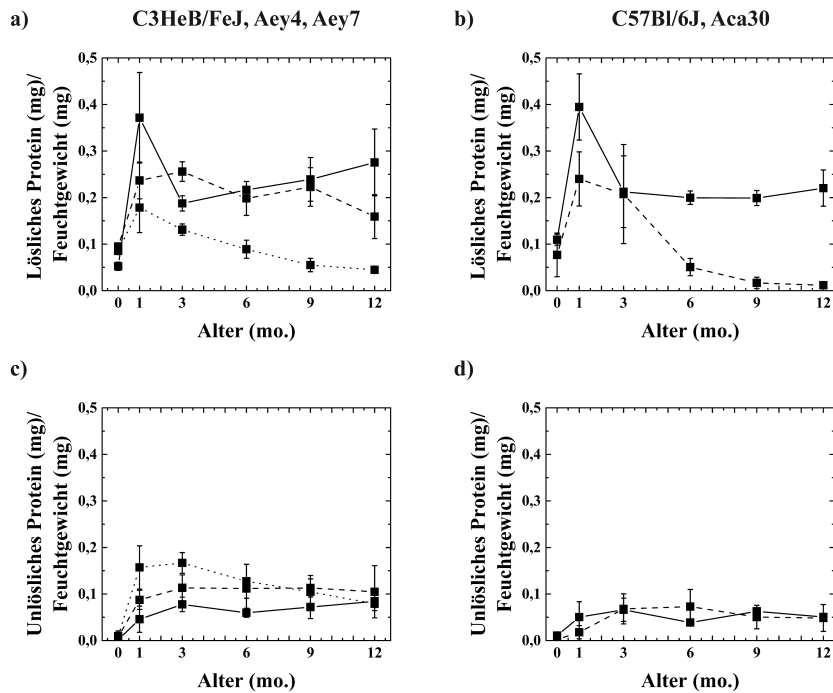 a) C3HeB/FeJ, Aey4, Aey7
Lösliches Protein (mg)/
Feuchtgewicht (mg)
0,5
0,4
0,3
0,2
0,1
0,0
0 1 3 6 9 12
Alter (mo.)
b) C57Bl/6J, Aca30
Lösliches Protein (mg)/
Feuchtgewicht (mg)
0,5
0,4
0,3
0,2
0,1
0,0
0 1 3 6 9 12
Alter (mo.)
c)
Unlösliches Protein (mg)/
Feuchtgewicht (mg)
0,5
0,4
0,3
0,2
0,1
0,0
0 1 3 6 9 12
Alter (mo.)
d)
Unlösliches Protein (mg)/
Feuchtgewicht (mg)
0,5
0,4
0,3
0,2
0,1
0,0
0 1 3 6 9 12
Alter (mo.)